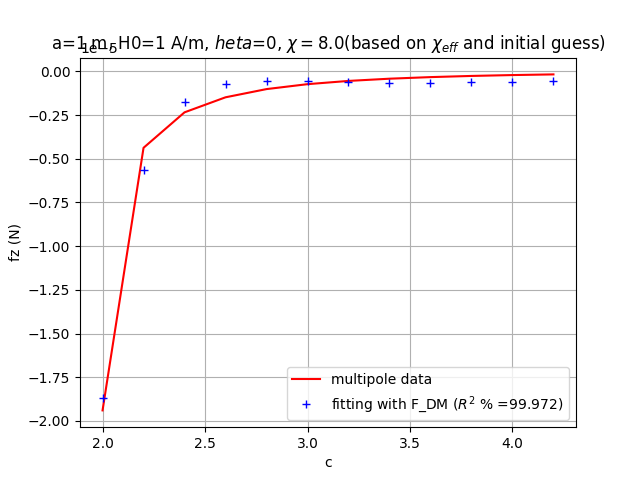 a=1 m, H0=1 A/m, heta=0, χ = 8.0(based on χeff and initial guess)
1e−5
0.00
−0.25
−0.50
−0.75
−1.00
−1.25
−1.50
−1.75
−2.00
fz (N)
multipole data
fitting with F_DM (R² % =99.972)
2.0 2.5 3.0 3.5 4.0
c